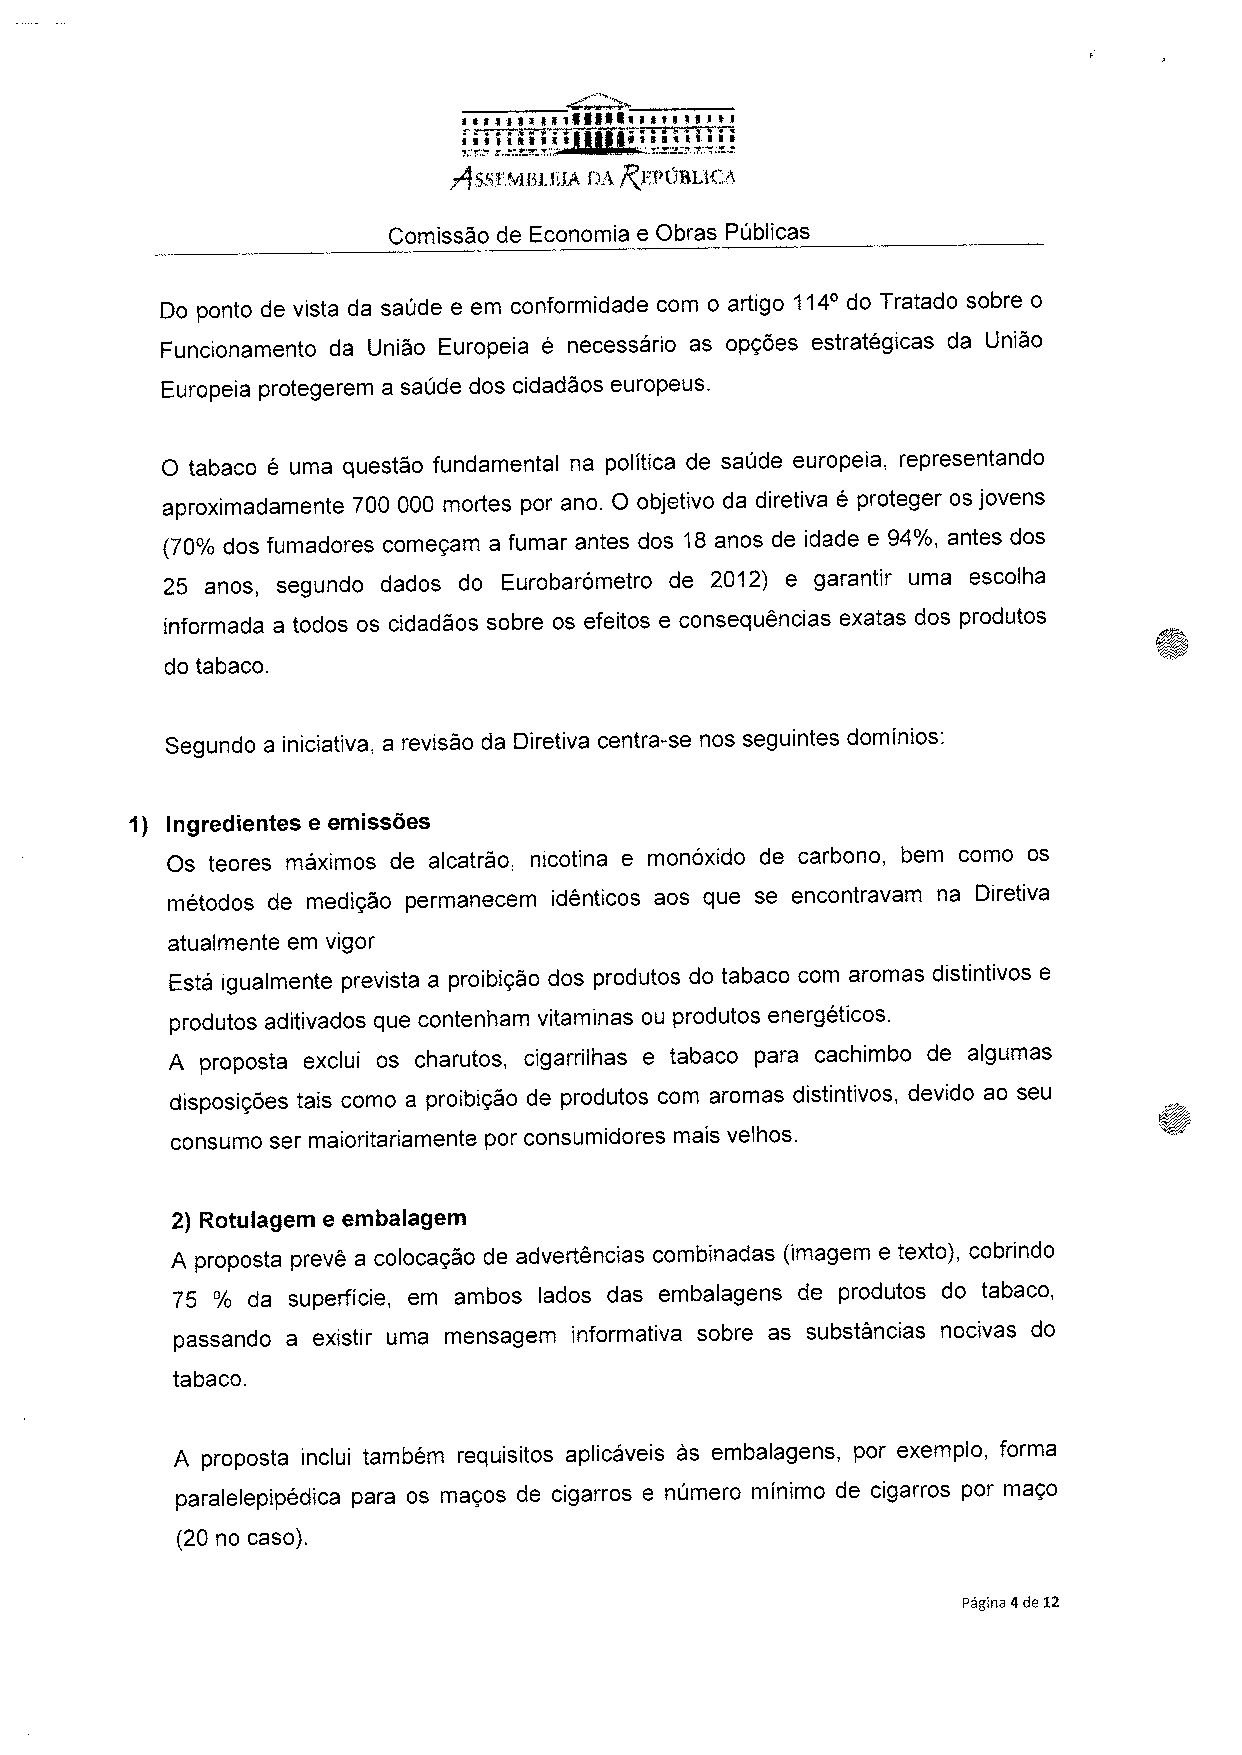 ASSEMBLEIA DA REPÚBLICA
Comissão de Economia e Obras Públicas
Do ponto de vista da saúde e em conformidade com o artigo 114º do Tratado sobre o
Funcionamento da União Europeia é necessário as opções estratégicas da União
Europeia protegerem a saúde dos cidadãos europeus.
O tabaco é uma questão fundamental na política de saúde europeia, representando
aproximadamente 700 000 mortes por ano. O objetivo da diretiva é proteger os jovens
(70% dos fumadores começam a fumar antes dos 18 anos de idade e 94%, antes dos
25 anos, segundo dados do Eurobarómetro de 2012) e garantir uma escolha
informada a todos os cidadãos sobre os efeitos e consequências exatas dos produtos
do tabaco.
Segundo a iniciativa, a revisão da Diretiva centra-se nos seguintes domínios:
1) Ingredientes e emissões
Os teores máximos de alcatrão, nicotina e monóxido de carbono, bem como os
métodos de medição permanecem idênticos aos que se encontravam na Diretiva
atualmente em vigor
Está igualmente prevista a proibição dos produtos do tabaco com aromas distintivos e
produtos aditivados que contenham vitaminas ou produtos energéticos.
A proposta exclui os charutos, cigarrilhas e tabaco para cachimbo de algumas
disposições tais como a proibição de produtos com aromas distintivos, devido ao seu
consumo ser maioritariamente por consumidores mais velhos.
2) Rotulagem e embalagem
A proposta prevê a colocação de advertências combinadas (imagem e texto), cobrindo
75 % da superfície, em ambos lados das embalagens de produtos do tabaco,
passando a existir uma mensagem informativa sobre as substâncias nocivas do
tabaco.
A proposta inclui também requisitos aplicáveis às embalagens, por exemplo, forma
paralelepipédica para os maços de cigarros e número mínimo de cigarros por maço
(20 no caso).
Página 4 de 12